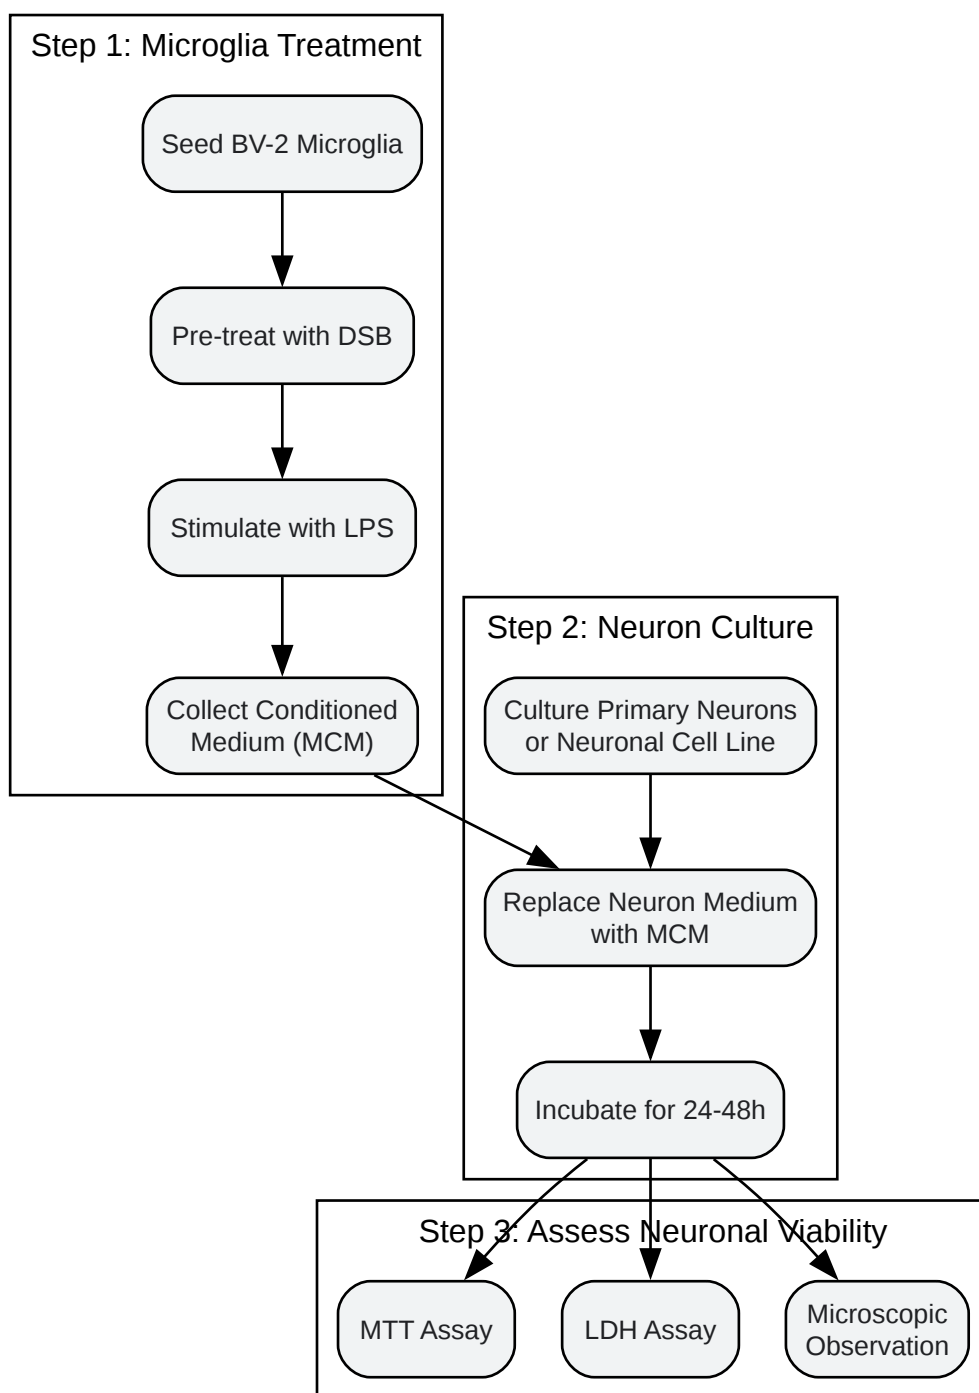 Step 1: Microglia Treatment
Seed BV-2 Microglia
Pre-treat with DSB
Stimulate with LPS
Collect Conditioned
Medium (MCM)
Step 2: Neuron Culture
Culture Primary Neurons
or Neuronal Cell Line
Replace Neuron Medium
with MCM
Incubate for 24-48h
Step 3: Assess Neuronal Viability
MTT Assay
LDH Assay
Microscopic
Observation